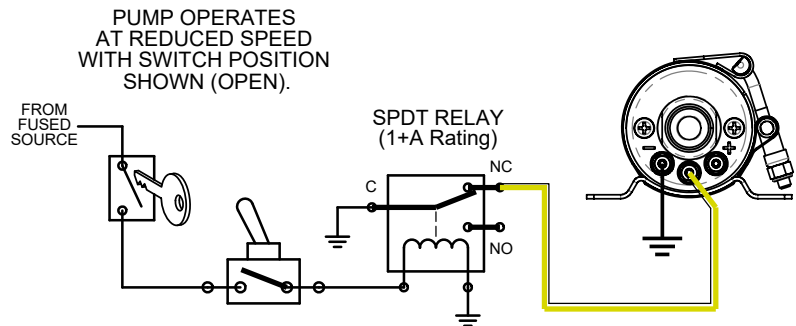 PUMP OPERATES
AT REDUCED SPEED
WITH SWITCH POSITION
SHOWN (OPEN).
FROM
FUSED
SOURCE
SPDT RELAY
(1+A Rating)
NC
C
NO
− +